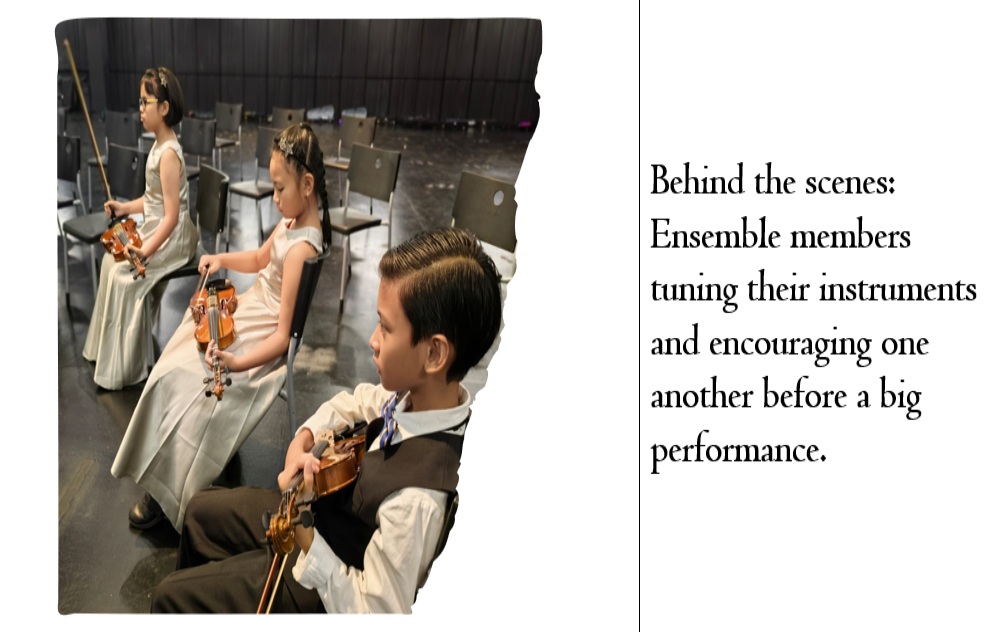 Behind the scenes:
Ensemble members
tuning their instruments
and encouraging one
another before a big
performance.